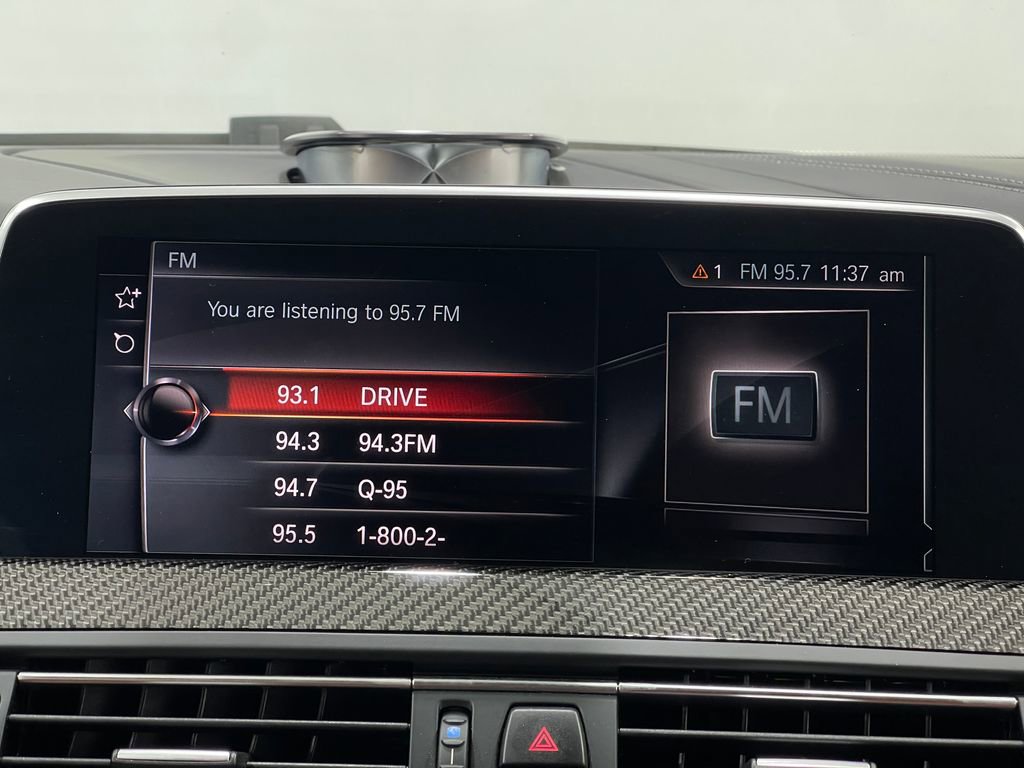 FM
1 FM 95.7 11:37 am
You are listening to 95.7 FM
93.1 DRIVE
94.3 94.3FM
94.7 Q-95
95.5 1-800-2-
FM